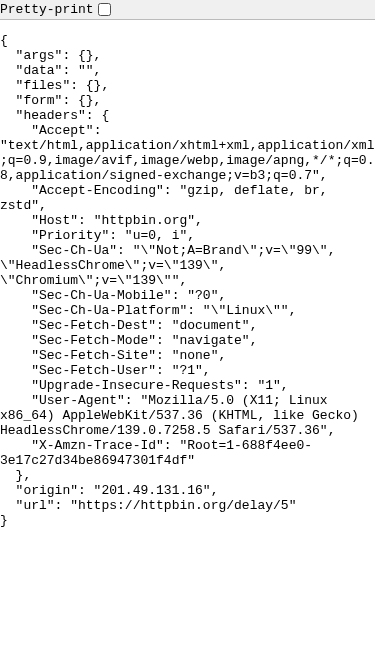 Pretty-print
{
  "args": {},
  "data": "",
  "files": {},
  "form": {},
  "headers": {
    "Accept":
"text/html,application/xhtml+xml,application/xml
;q=0.9,image/avif,image/webp,image/apng,*/*;q=0.
8,application/signed-exchange;v=b3;q=0.7",
    "Accept-Encoding": "gzip, deflate, br,
zstd",
    "Host": "httpbin.org",
    "Priority": "u=0, i",
    "Sec-Ch-Ua": "\"Not;A=Brand\";v=\"99\",
\"HeadlessChrome\";v=\"139\",
\"Chromium\";v=\"139\"",
    "Sec-Ch-Ua-Mobile": "?0",
    "Sec-Ch-Ua-Platform": "\"Linux\"",
    "Sec-Fetch-Dest": "document",
    "Sec-Fetch-Mode": "navigate",
    "Sec-Fetch-Site": "none",
    "Sec-Fetch-User": "?1",
    "Upgrade-Insecure-Requests": "1",
    "User-Agent": "Mozilla/5.0 (X11; Linux
x86_64) AppleWebKit/537.36 (KHTML, like Gecko)
HeadlessChrome/139.0.7258.5 Safari/537.36",
    "X-Amzn-Trace-Id": "Root=1-688f4ee0-
3e17c27d34be86947301f4df"
  },
  "origin": "201.49.131.16",
  "url": "https://httpbin.org/delay/5"
}